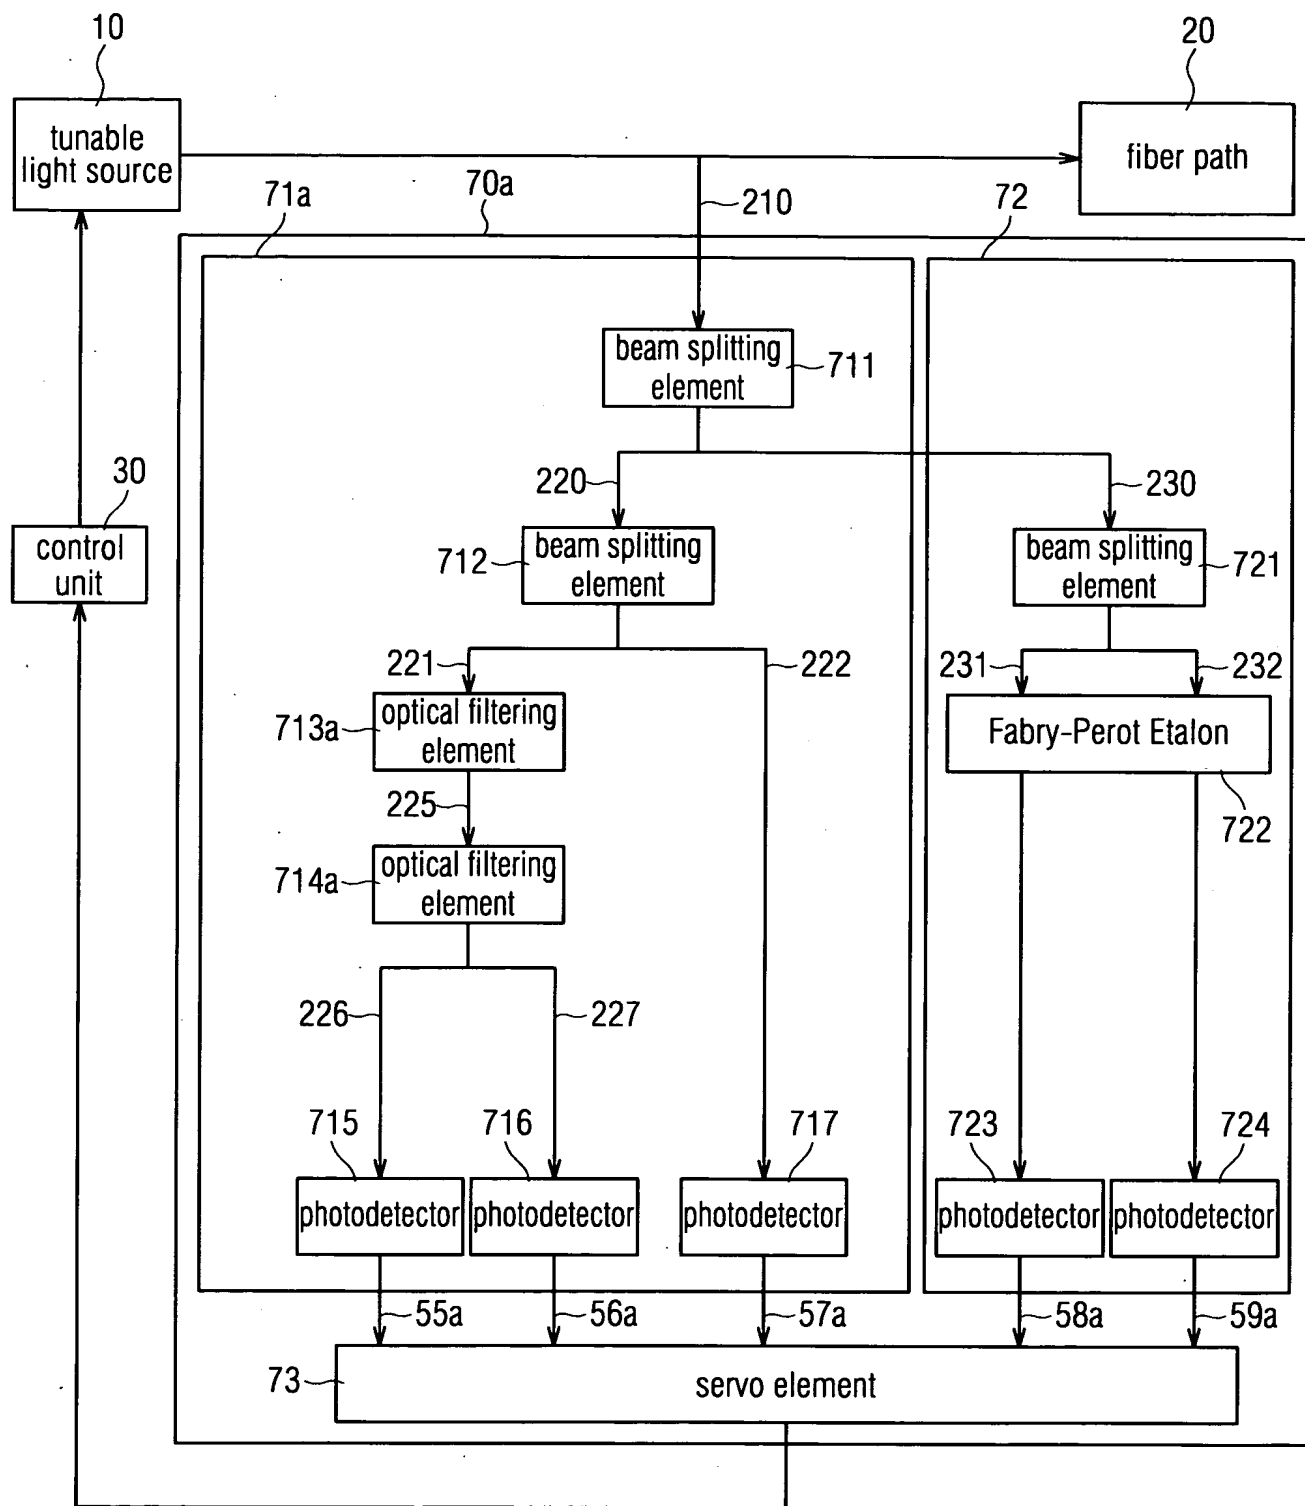 10
20
tunable
light source
fiber path
71a
70a
210
72
beam splitting
element
711
30
220
230
control
unit
712
beam splitting
element
beam splitting
element
721
221
222
231
232
713a
optical filtering
element
Fabry-Perot Etalon
225
722
714a
optical filtering
element
226
227
715
716
717
723
724
photodetector
photodetector
photodetector
photodetector
photodetector
55a
56a
57a
58a
59a
73
servo element